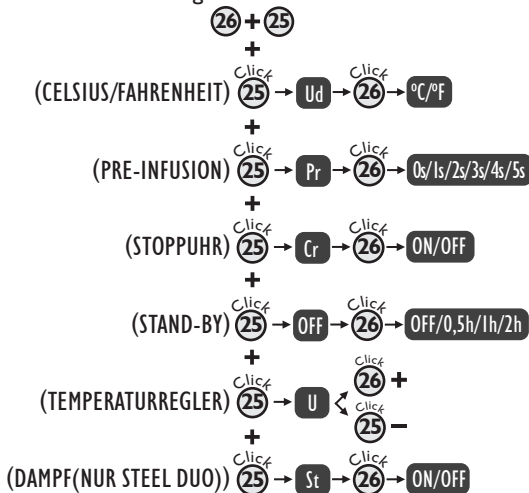 26 + 25
+
Click Click
(CELSIUS/FAHRENHEIT) 25 → Ud → 26 → °C/°F
+
Click Click
(PRE-INFUSION) 25 → Pr → 26 → 0s/1s/2s/3s/4s/5s
+
Click Click
(STOPPUHR) 25 → Cr → 26 → ON/OFF
+
Click Click
(STAND-BY) 25 → OFF → 26 → OFF/0,5h/1h/2h
+
Click
26 +
Click Click
(TEMPERATURREGLER) 25 → U
25 −
+
Click Click
(DAMPF(NUR STEEL DUO)) 25 → St → 26 → ON/OFF